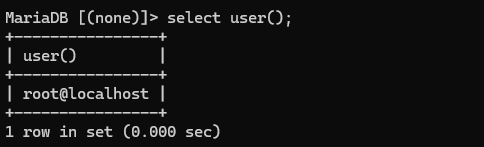 MariaDB [(none)]> select user();
+----------------+
| user()         |
+----------------+
| root@localhost |
+----------------+
1 row in set (0.000 sec)